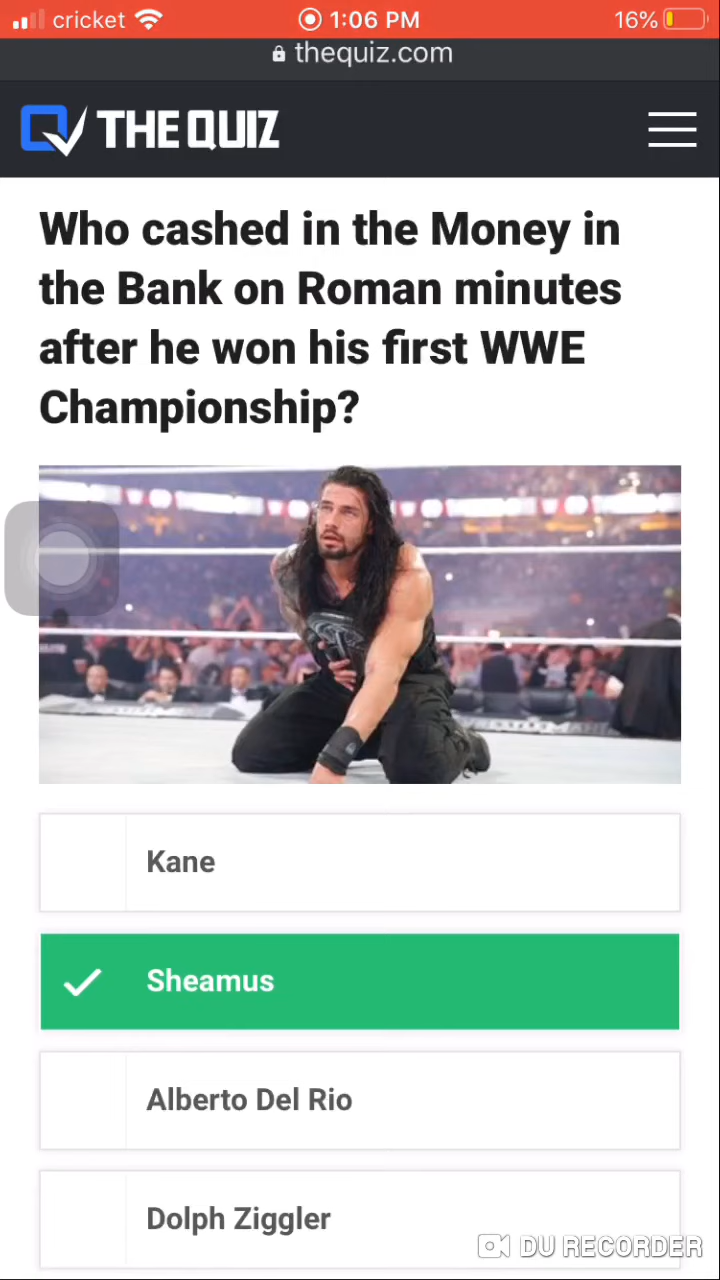 cricket 1:06 PM 16%
thequiz.com
THE QUIZ
Who cashed in the Money in
the Bank on Roman minutes
after he won his first WWE
Championship?
Kane
Sheamus
Alberto Del Rio
Dolph Ziggler
DU RECORDER